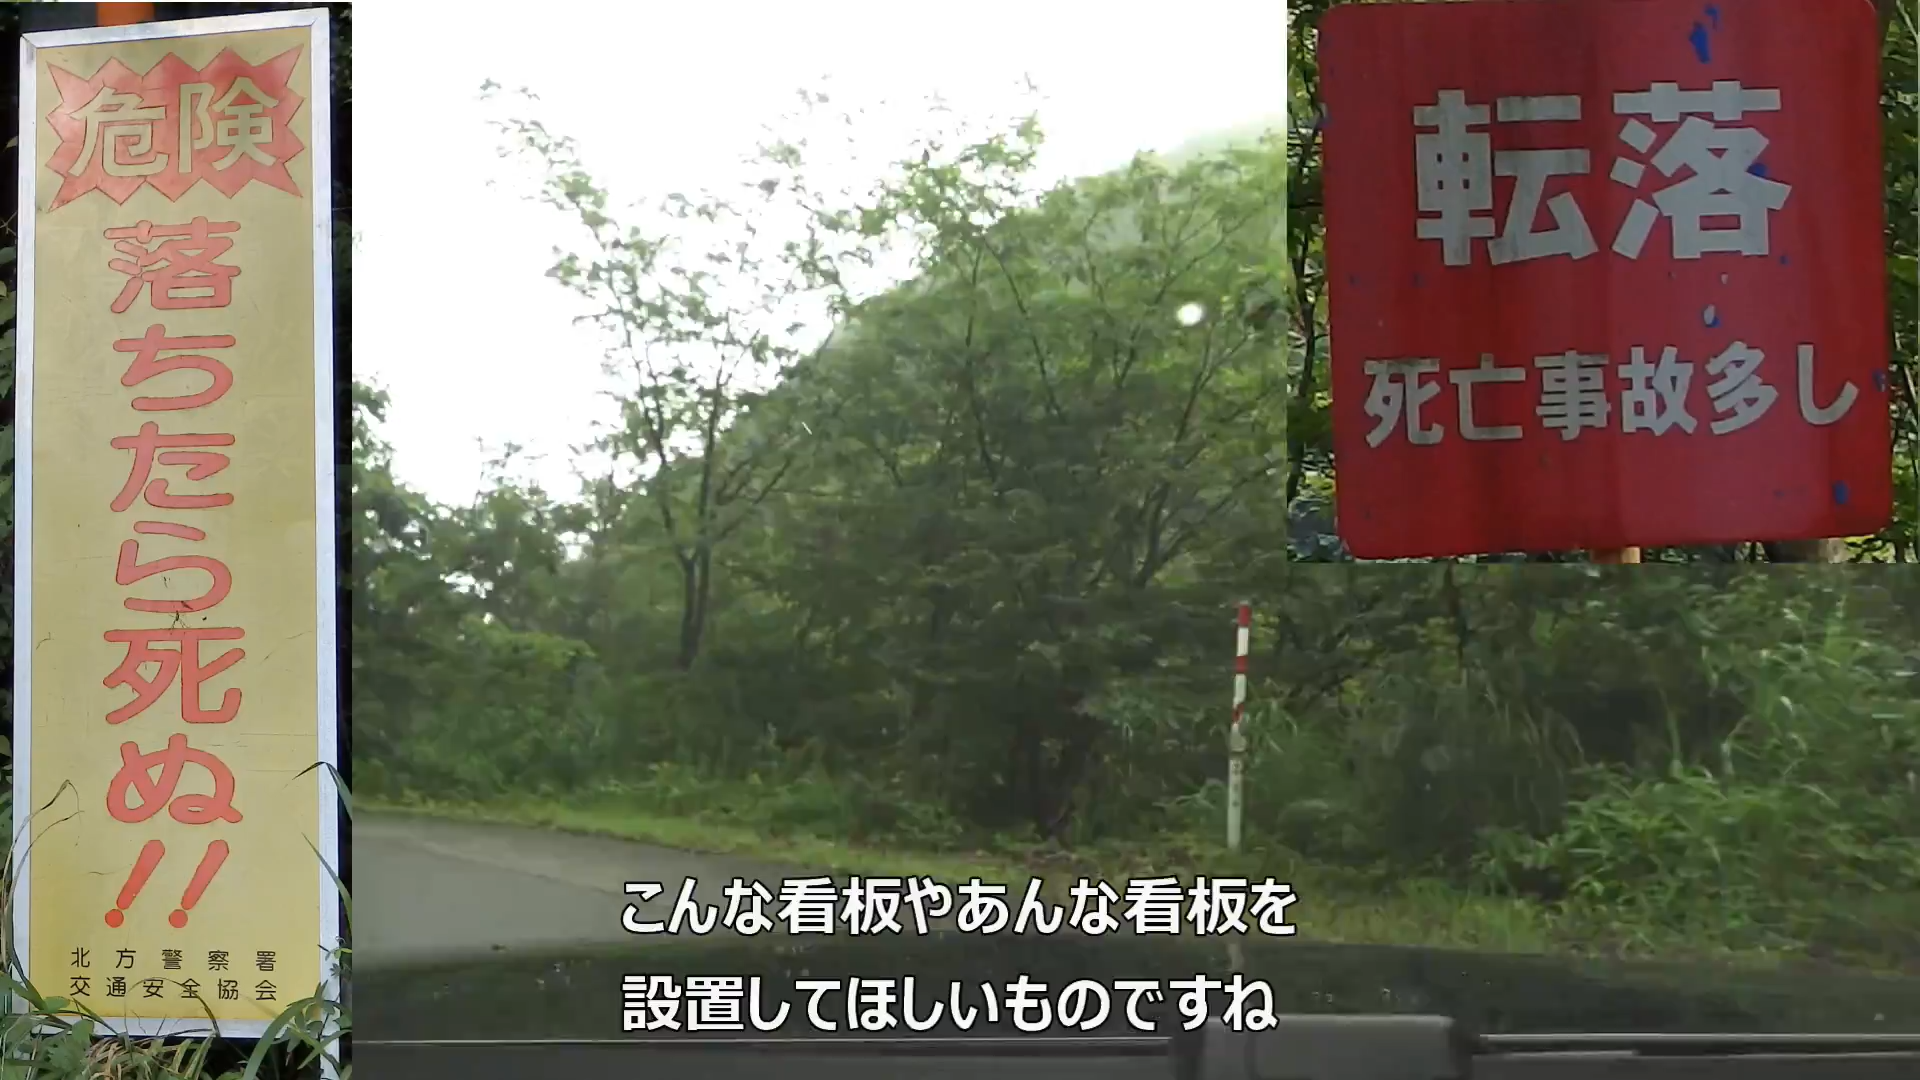 危険
落ちたら死ぬ!!
北方警察署
交通安全協会
転落
死亡事故多し
こんな看板やあんな看板を
設置してほしいものですね